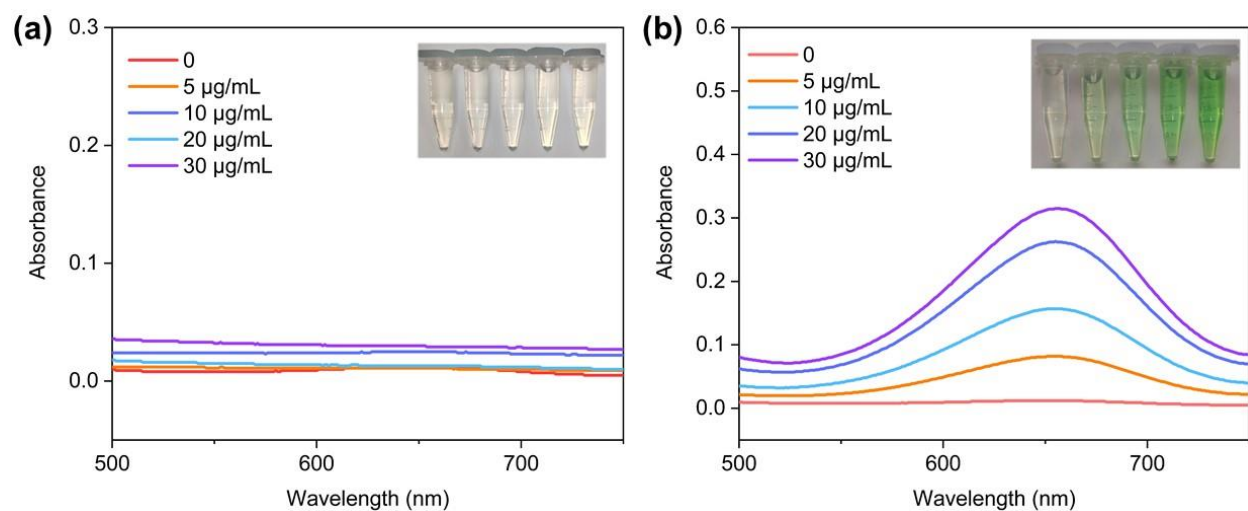 (a)
0.3
0.2
0.1
0.0
Absorbance
0
5 µg/mL
10 µg/mL
20 µg/mL
30 µg/mL
500
600
700
Wavelength (nm)
(b)
0.6
0.5
0.4
0.3
0.2
0.1
0.0
Absorbance
0
5 µg/mL
10 µg/mL
20 µg/mL
30 µg/mL
500
600
700
Wavelength (nm)